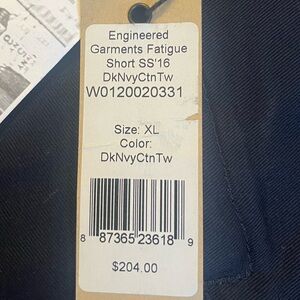 Engineered
Garments Fatigue
Short SS'16
DkNvyCtnTw
W0120020331
Size: XL
Color:
DkNvyCtnTw
8 87365 23618 9
$204.00